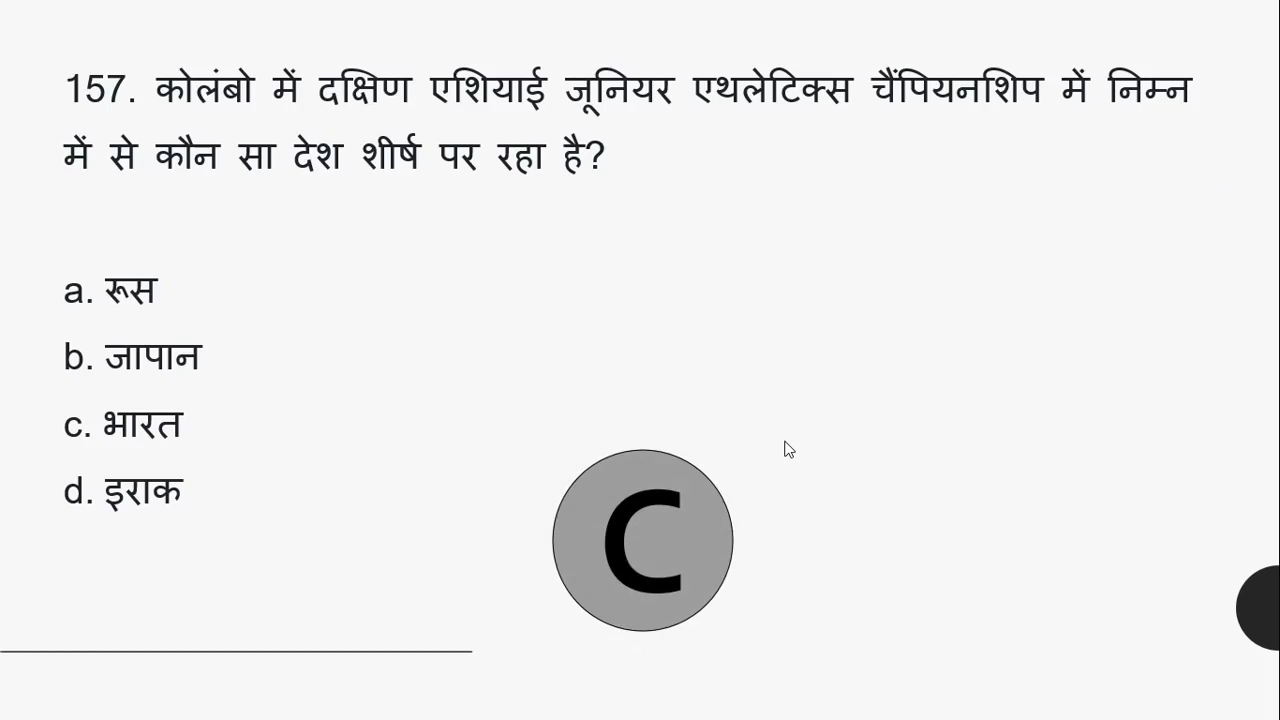 157. कोलंबो में दक्षिण एशियाई जूनियर एथलेटिक्स चैंपियनशिप में निम्न
में से कौन सा देश शीर्ष पर रहा है?
a. रूस
b. जापान
c. भारत
d. इराक
C